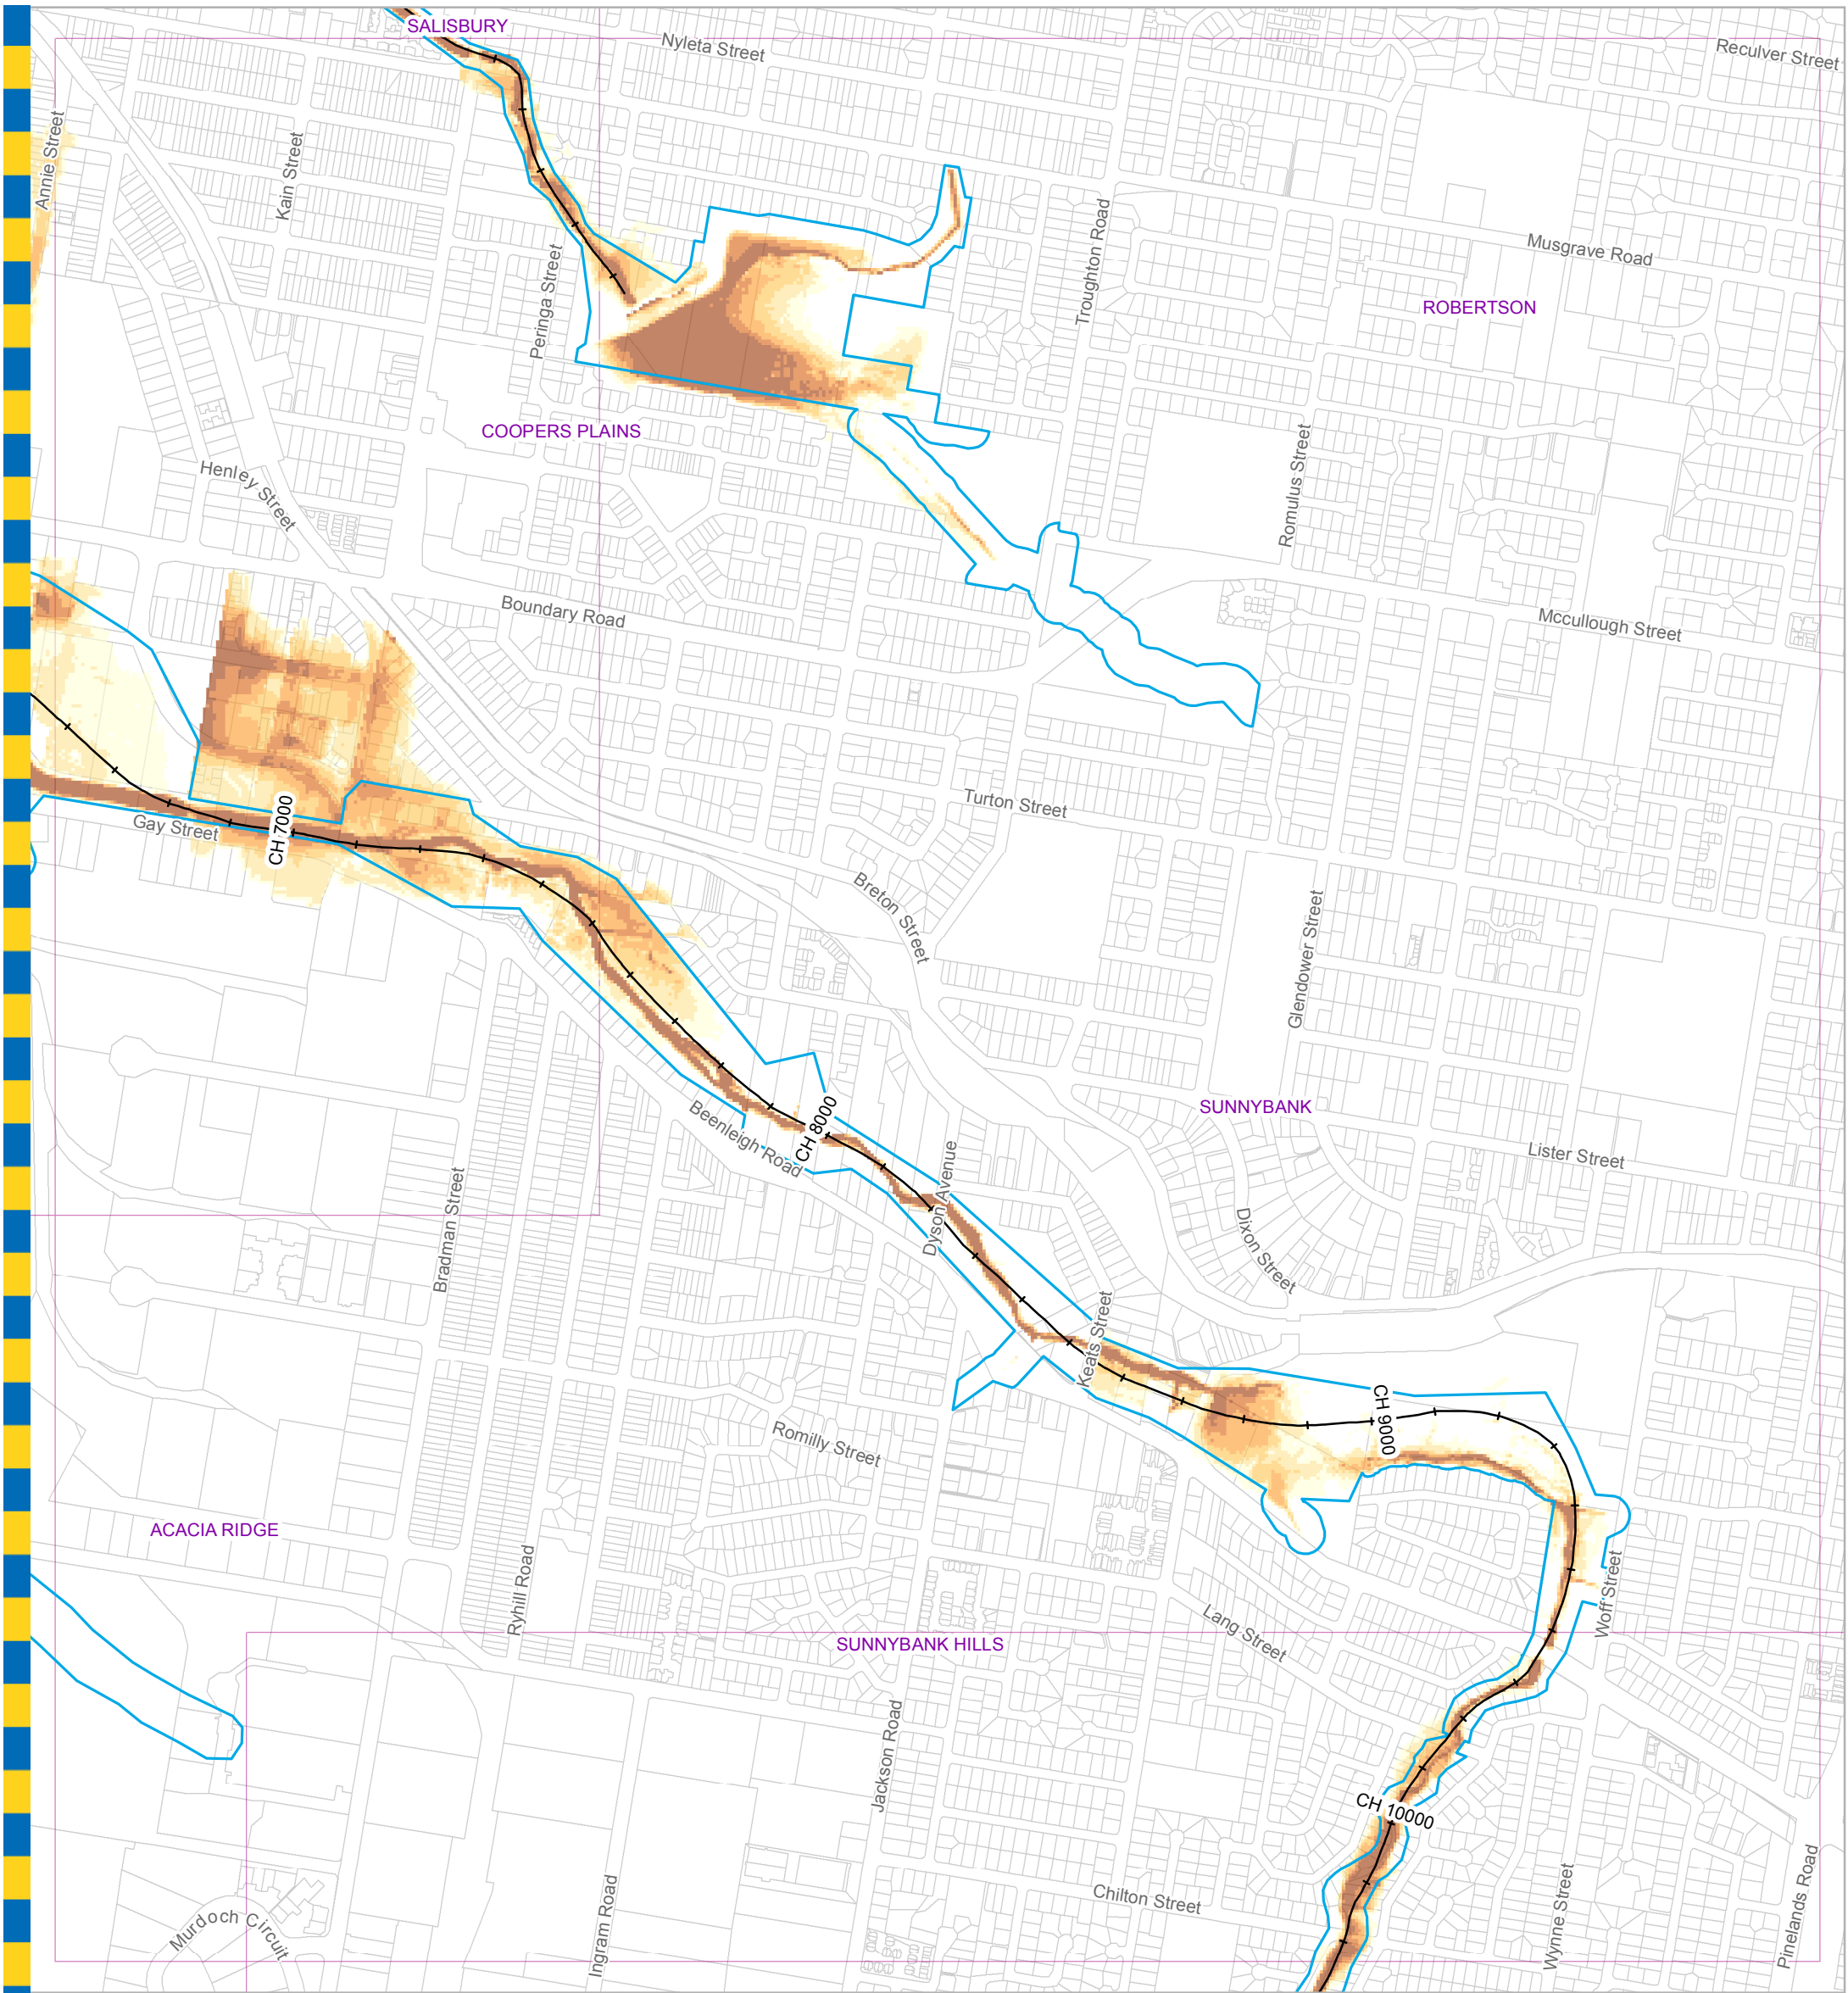 SALISBURY
Nyleta Street
Reculver Street
Annie Street
Kain Street
Peringa Street
Troughton Road
Musgrave Road
ROBERTSON
COOPERS PLAINS
Henley Street
Romulus Street
Boundary Road
Mccullough Street
Turton Street
Gay Street
CH 7000
Breton Street
Glendower Street
SUNNYBANK
CH 8000
Beenleigh Road
Lister Street
Bradman Street
Dyson Avenue
Dixon Street
Keats Street
CH 9000
Romilly Street
ACACIA RIDGE
Ryhill Road
Woff Street
Lang Street
SUNNYBANK HILLS
Jackson Road
CH 10000
Chilton Street
Murdoch Circuit
Ingram Road
Wynne Street
Pinelands Road